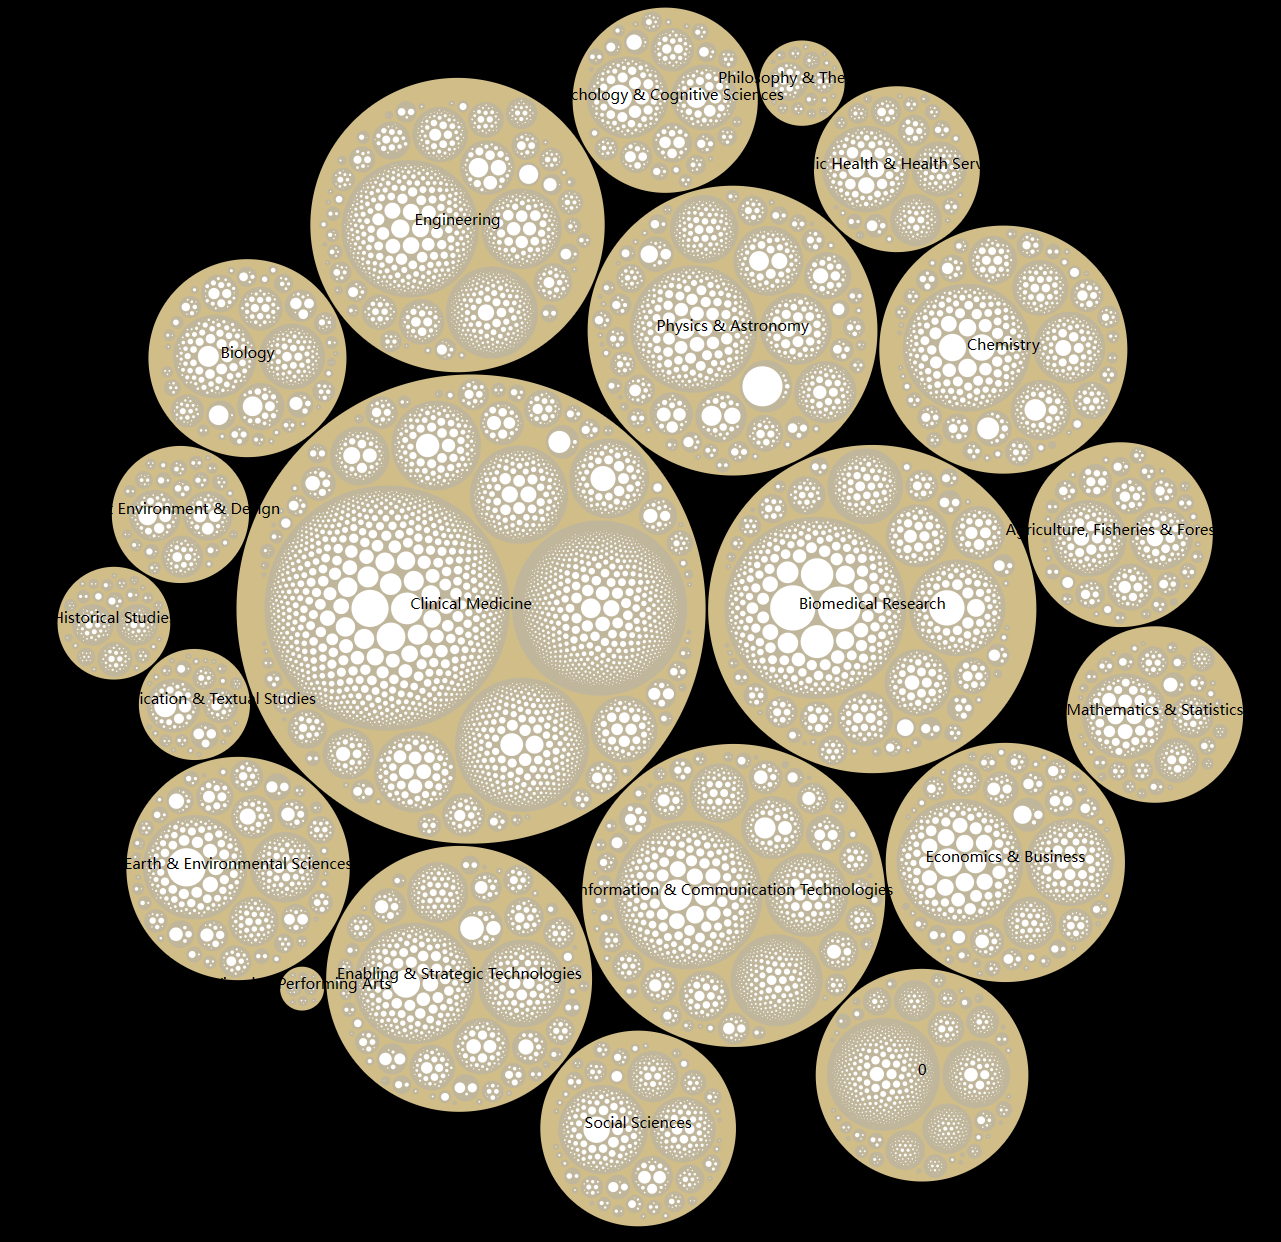 Philosophy & The
chology & Cognitive Sciences
ic Health & Health Serv
Engineering
Physics & Astronomy
Chemistry
Biology
Environment & Design
Agriculture, Fisheries & Fores
Clinical Medicine
Biomedical Research
Historical Studie
ication & Textual Studies
Mathematics & Statistics
Economics & Business
Earth & Environmental Sciences
nformation & Communication Technologies
Enabling & Strategic Technologies
Performing Arts
0
Social Sciences